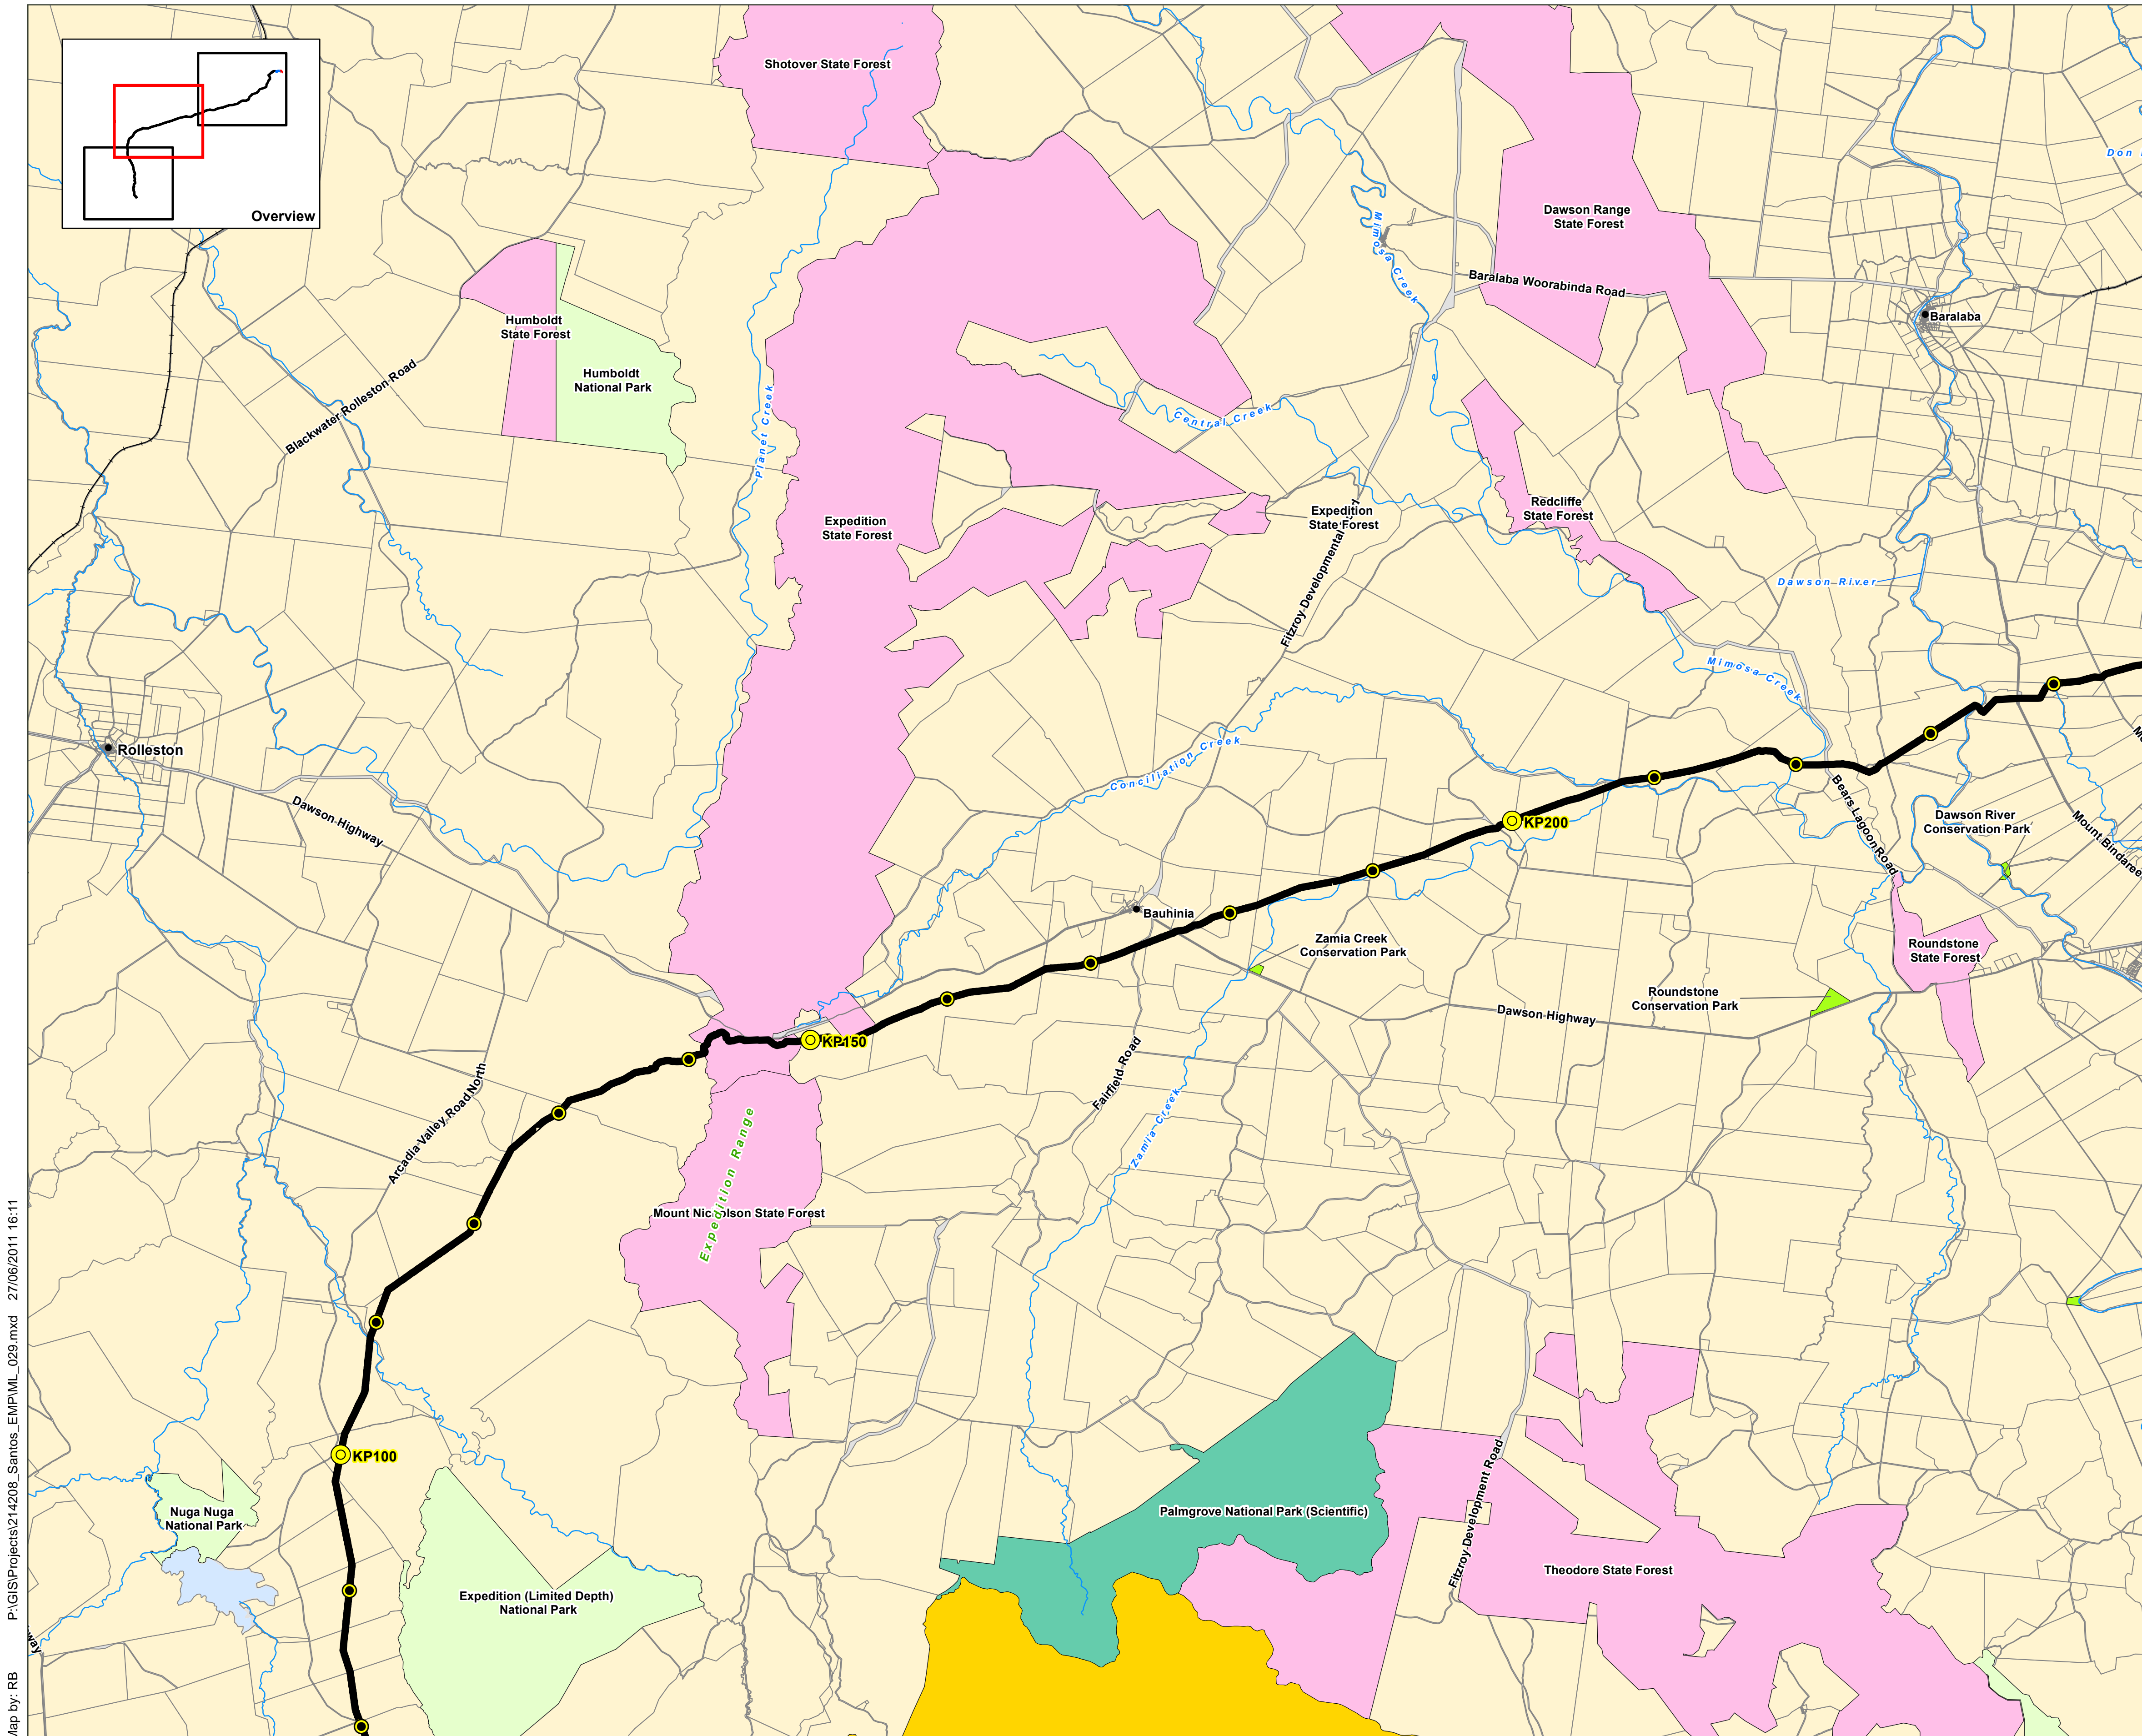 Shotover State Forest
Overview
Dawson Range
State Forest
Mimosa Creek
Baralaba Woorabinda Road
Baralaba
Humboldt
State Forest
Humboldt
National Park
Blackwater Rolleston Road
Planet Creek
Central Creek
Expedition
State Forest
Expedition
State Forest
Redcliffe
State Forest
Fitzroy Developmental
Dawson River
Mimosa Creek
Rolleston
Dawson Highway
Conciliation Creek
KP200
Bears Lagoon Road
Dawson River
Conservation Park
Bauhinia
Zamia Creek
Conservation Park
Roundstone
State Forest
Roundstone
Conservation Park
Dawson Highway
KP150
Fairfield Road
Arcadia Valley Road North
Zamia Creek
Expedition Range
Mount Nicholson State Forest
KP100
Nuga Nuga
National Park
Palmgrove National Park (Scientific)
Fitzroy Development Road
Theodore State Forest
Expedition (Limited Depth)
National Park
Map by: RB P:\GIS\Projects\214208_Santos_EMP\ML_029.mxd 27/06/2011 16:11